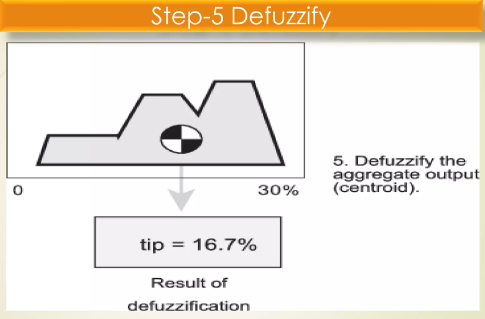 Step-5 Defuzzify
5. Defuzzify the
aggregate output
(centroid).
0
30%
tip = 16.7%
Result of
defuzzification